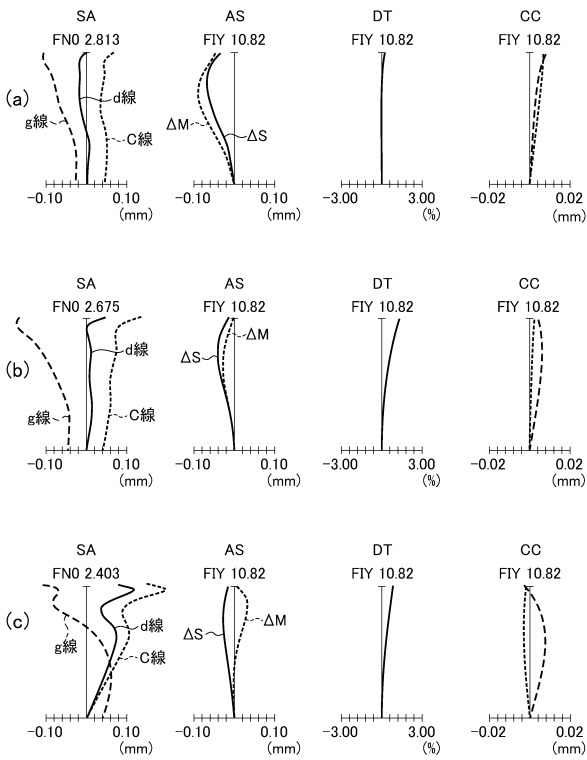 SA AS DT CC
FNO 2.813 FIY 10.82 FIY 10.82 FIY 10.82
(a)
g線 d線 C線 ΔM ΔS
-0.10 0.10 -0.10 0.10 -3.00 3.00 -0.02 0.02
(mm) (mm) (%) (mm)
SA AS DT CC
FNO 2.675 FIY 10.82 FIY 10.82 FIY 10.82
(b)
d線 ΔS ΔM
g線 C線
-0.10 0.10 -0.10 0.10 -3.00 3.00 -0.02 0.02
(mm) (mm) (%) (mm)
SA AS DT CC
FNO 2.403 FIY 10.82 FIY 10.82 FIY 10.82
(c)
g線 d線 ΔS ΔM
C線
-0.10 0.10 -0.10 0.10 -3.00 3.00 -0.02 0.02
(mm) (mm) (%) (mm)